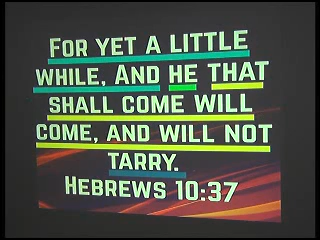 FOR YET A LITTLE
WHILE, AND HE THAT
SHALL COME WILL
COME, AND WILL NOT
TARRY.
HEBREWS 10:37